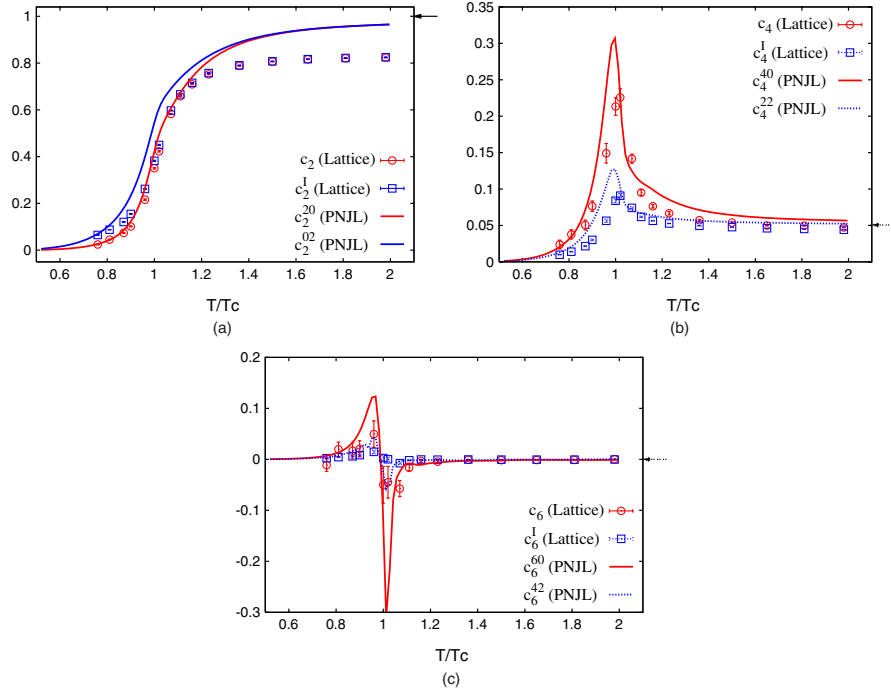 1
0.8
0.6
0.4
0.2
0
0.6 0.8 1 1.2 1.4 1.6 1.8 2
c₂ (Lattice)
c₂ᴵ (Lattice)
c₂²⁰ (PNJL)
c₂⁰² (PNJL)
T/Tc
(a)
0.35
0.3
0.25
0.2
0.15
0.1
0.05
0
0.6 0.8 1 1.2 1.4 1.6 1.8 2
c₄ (Lattice)
c₄ᴵ (Lattice)
c₄⁴⁰ (PNJL)
c₄²² (PNJL)
T/Tc
(b)
0.2
0.1
0
-0.1
-0.2
-0.3
0.6 0.8 1 1.2 1.4 1.6 1.8 2
c₆ (Lattice)
c₆ᴵ (Lattice)
c₆⁶⁰ (PNJL)
c₆⁴² (PNJL)
T/Tc
(c)